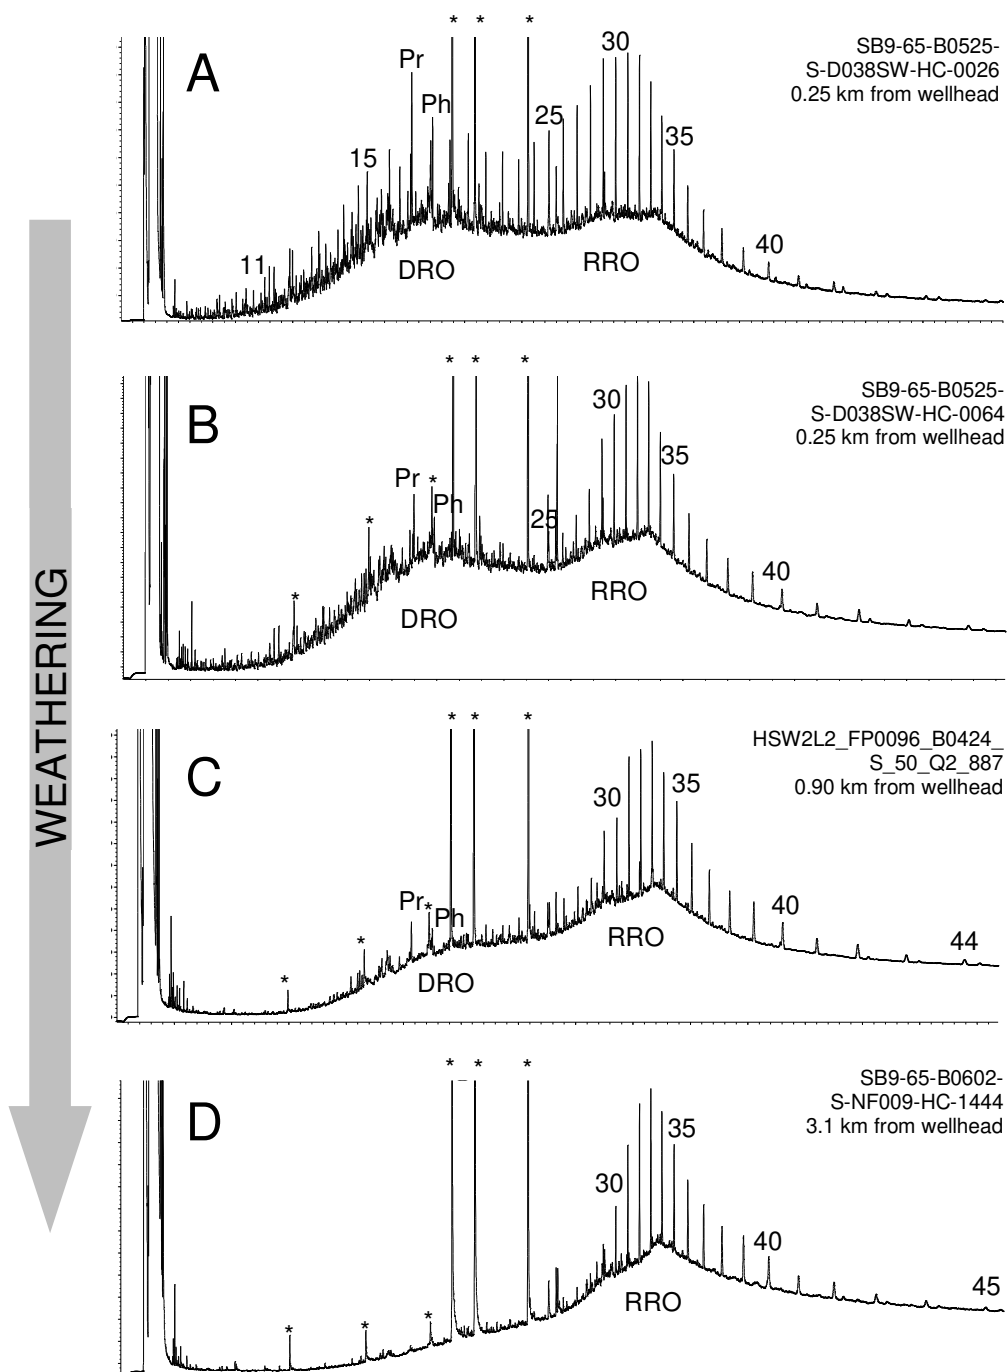 WEATHERING
A
* * *
SB9-65-B0525-
S-D038SW-HC-0026
0.25 km from wellhead
30
Pr
Ph
25
15
35
11
DRO
RRO
40
B
* * *
SB9-65-B0525-
S-D038SW-HC-0064
0.25 km from wellhead
30
35
Pr
*
Ph
*
25
40
*
DRO
RRO
C
* * *
HSW2L2_FP0096_B0424_
S_50_Q2_887
0.90 km from wellhead
30
35
Pr
*
Ph
40
*
RRO
44
*
DRO
D
* * *
SB9-65-B0602-
S-NF009-HC-1444
3.1 km from wellhead
35
30
40
45
RRO
* * *